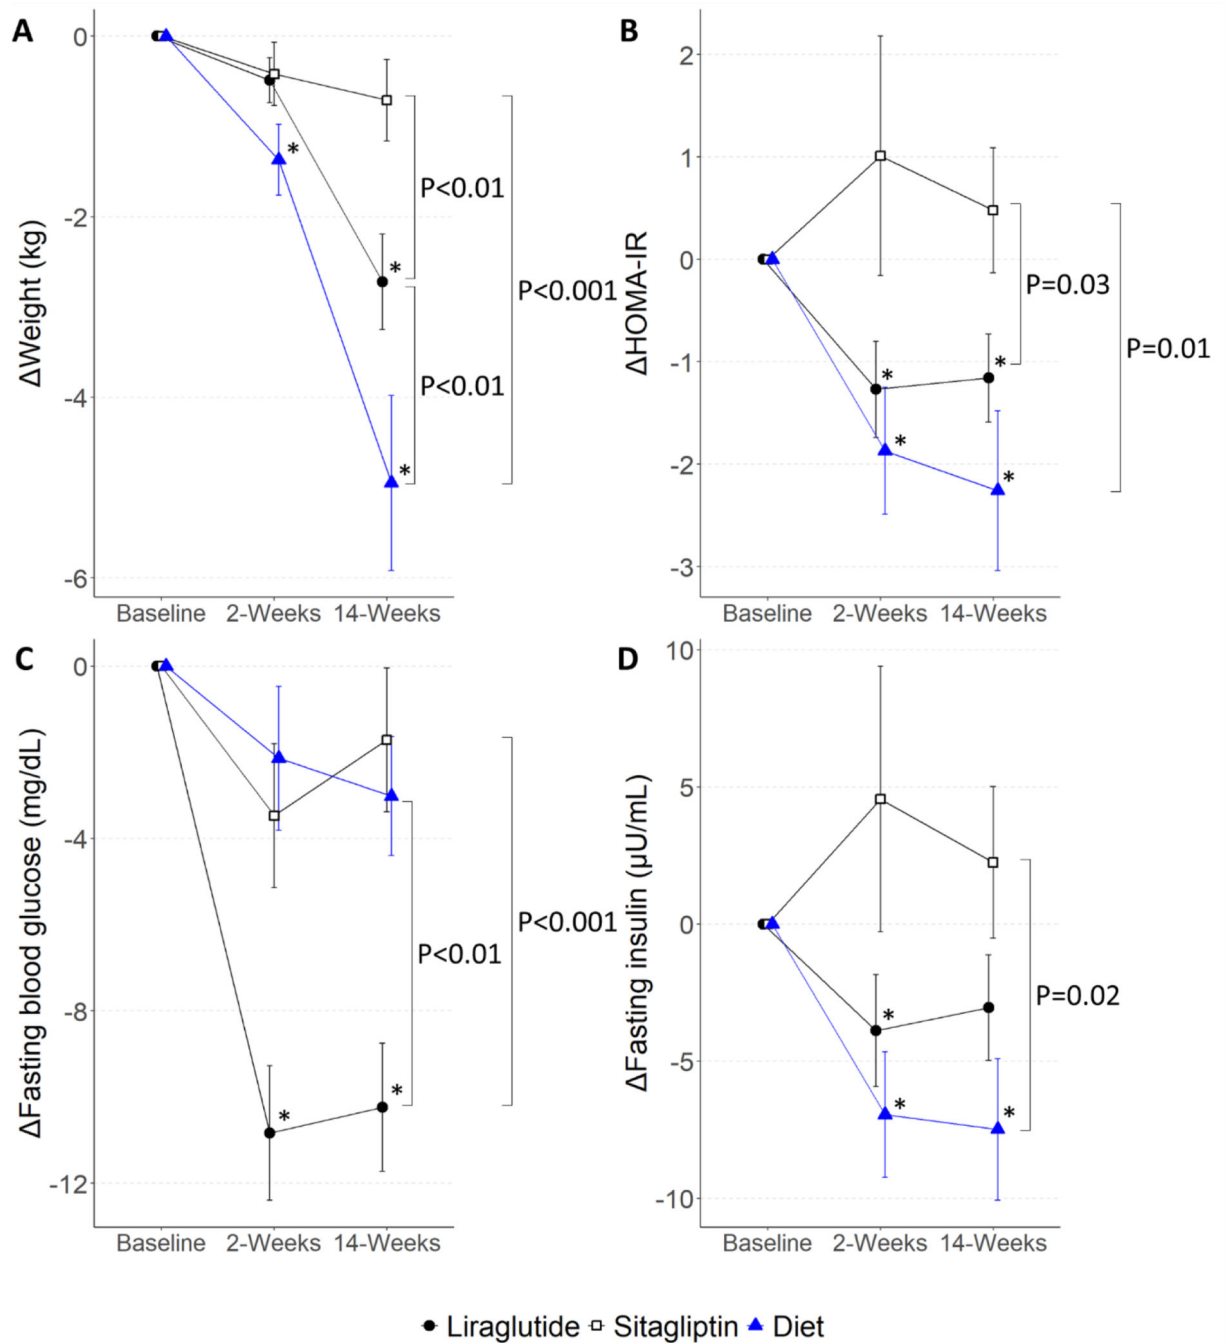 A
ΔWeight (kg)
0
-2
-4
-6
*
*
*
P<0.01
P<0.01
P<0.001
Baseline 2-Weeks 14-Weeks
B
ΔHOMA-IR
2
1
0
-1
-2
-3
*
*
*
*
P=0.03
P=0.01
Baseline 2-Weeks 14-Weeks
C
ΔFasting blood glucose (mg/dL)
0
-4
-8
-12
*
*
P<0.01
P<0.001
Baseline 2-Weeks 14-Weeks
D
ΔFasting insulin (μU/mL)
10
5
0
-5
-10
*
*
*
P=0.02
Baseline 2-Weeks 14-Weeks
Liraglutide Sitagliptin Diet